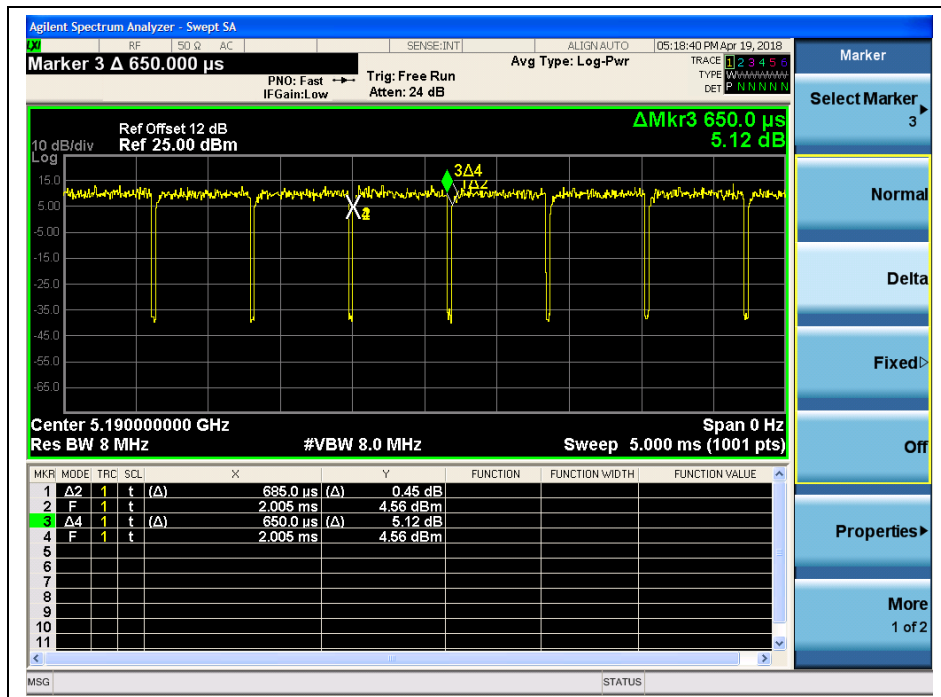 Agilent Spectrum Analyzer - Swept SA
LXI RF 50 Ω AC SENSE:INT ALIGN AUTO 05:18:40 PM Apr 19, 2018
Marker 3 Δ 650.000 µs
PNO: Fast
IFGain:Low
Trig: Free Run
Atten: 24 dB
Avg Type: Log-Pwr
TRACE 1 2 3 4 5 6
TYPE WWWWWWW
DET P N N N N N
ΔMkr3 650.0 µs
5.12 dB
Ref Offset 12 dB
10 dB/div Ref 25.00 dBm
Log
15.0
5.00
-5.00
-15.0
-25.0
-35.0
-45.0
-55.0
-65.0
3Δ4
1Δ2
Center 5.190000000 GHz Span 0 Hz
Res BW 8 MHz #VBW 8.0 MHz Sweep 5.000 ms (1001 pts)
MKR MODE TRC SCL X Y FUNCTION FUNCTION WIDTH FUNCTION VALUE
1 Δ2 1 t (Δ) 685.0 µs (Δ) 0.45 dB
2 F 1 t 2.005 ms 4.56 dBm
3 Δ4 1 t (Δ) 650.0 µs (Δ) 5.12 dB
4 F 1 t 2.005 ms 4.56 dBm
5
6
7
8
9
10
11
MSG STATUS
Marker
Select Marker
3
Normal
Delta
Fixed
Off
Properties
More
1 of 2